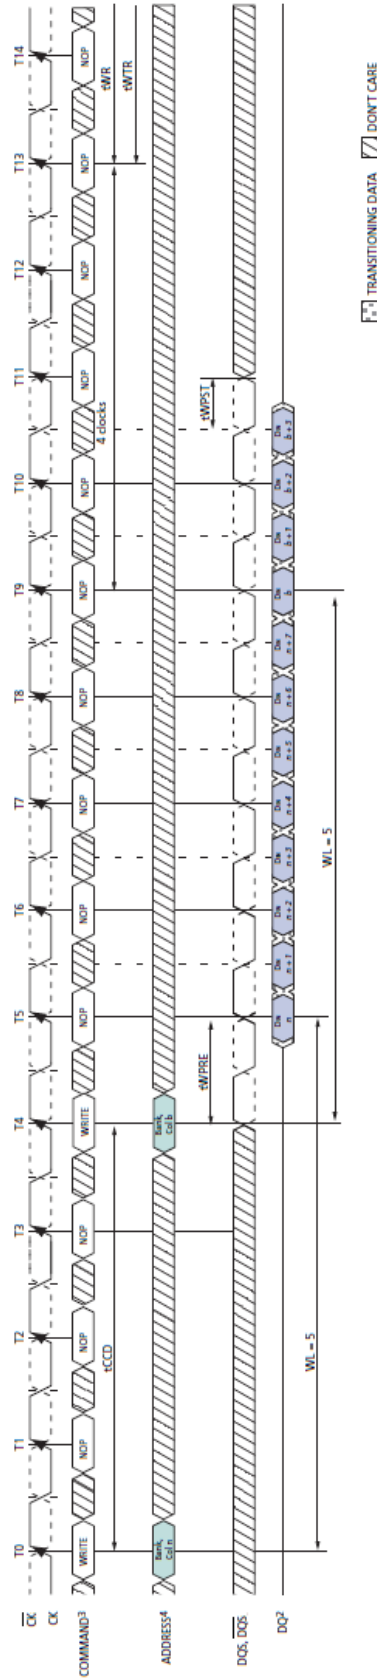 T0 T1 T2 T3 T4 T5 T6 T7 T8 T9 T10 T11 T12 T13 T14
CK
CK
COMMAND3 WRITE NOP NOP NOP WRITE NOP NOP NOP NOP NOP NOP NOP NOP NOP NOP
tCCD 4 clocks tWR
tWTR
ADDRESS4 Bank, Col n Bank, Col b
tWPRE tWPST
DQS, DQS
DQ2 Din n Din n + 1 Din n + 2 Din n + 3 Din n + 4 Din n + 5 Din n + 6 Din n + 7 Din b Din b + 1 Din b + 2 Din b + 3
WL = 5
WL = 5
TRANSITIONING DATA DON'T CARE